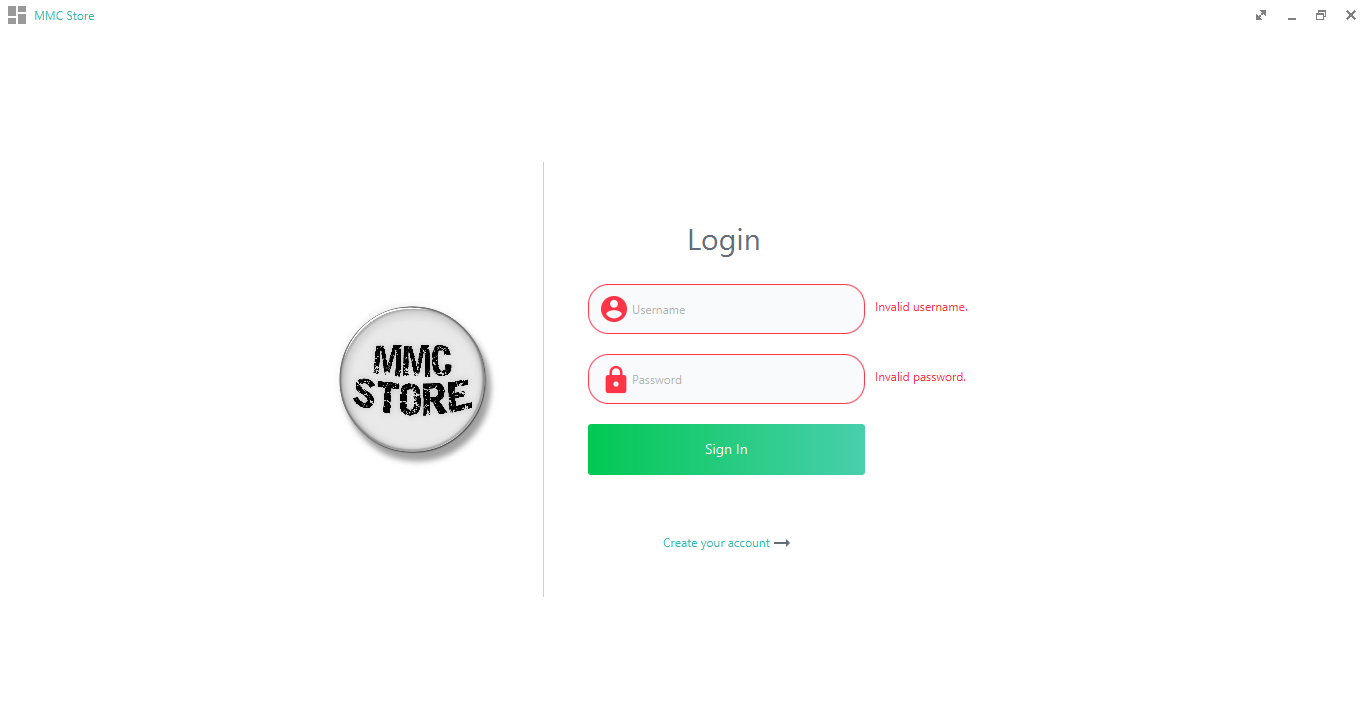 MMC Store
MMC
STORE
Login
Username
Invalid username.
Password
Invalid password.
Sign In
Create your account